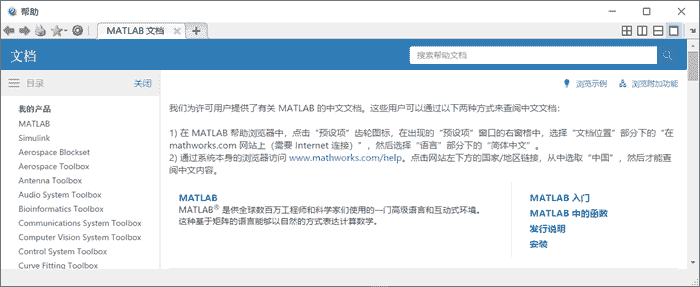 帮助
MATLAB 文档
文档
搜索帮助文档
目录
关闭
浏览示例
浏览附加功能
我的产品
MATLAB
Simulink
Aerospace Blockset
Aerospace Toolbox
Antenna Toolbox
Audio System Toolbox
Bioinformatics Toolbox
Communications System Toolbox
Computer Vision System Toolbox
Control System Toolbox
Curve Fitting Toolbox
我们为许可用户提供了有关 MATLAB 的中文文档。这些用户可以通过以下两种方式来查阅中文文档：
1) 在 MATLAB 帮助浏览器中，点击“预设项”齿轮图标，在出现的“预设项”窗口的右窗格中，选择“文档位置”部分下的“在
mathworks.com 网站上（需要 Internet 连接）”，然后选择“语言”部分下的“简体中文”。
2) 通过系统本身的浏览器访问 www.mathworks.com/help。点击网站左下方的国家/地区链接，从中选取“中国”，然后才能查
阅中文内容。
MATLAB
MATLAB® 是供全球数百万工程师和科学家们使用的一门高级语言和互动式环境。
这种基于矩阵的语言能够以自然的方式表达计算数学。
MATLAB 入门
MATLAB 中的函数
发行说明
安装